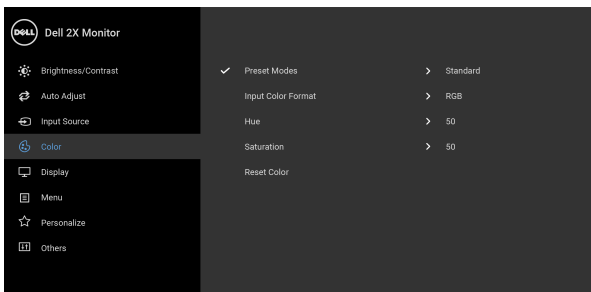 DELL Dell 2X Monitor
Brightness/Contrast
Auto Adjust
Input Source
Color
Display
Menu
Personalize
Others
Preset Modes Standard
Input Color Format RGB
Hue 50
Saturation 50
Reset Color